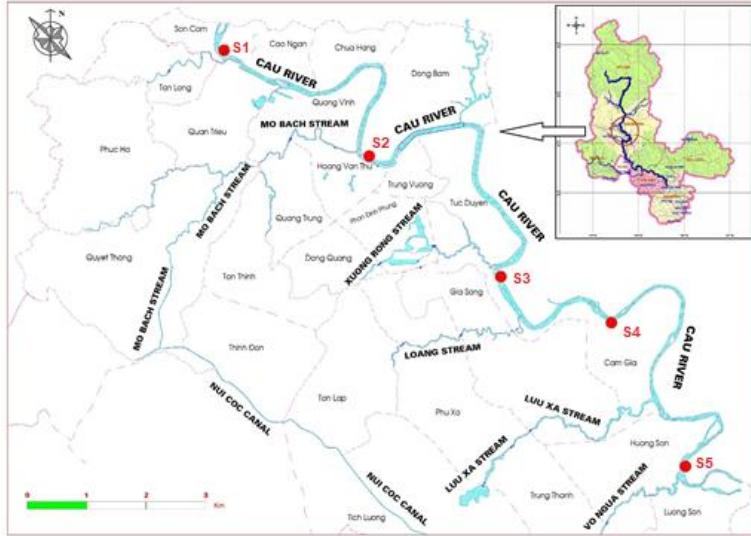 N
Son Cam
S1
Cao Ngan
Chua Hang
CAU RIVER
Dong Bam
Tan Long
Quang Vinh
Quan Trieu
MO BACH STREAM
CAU RIVER
Phuc Ha
S2
Hoang Van Thu
Trung Vuong
MO BACH STREAM
Phan Dinh Phung
Tuc Duyen
CAU RIVER
Quang Trung
XUONG RONG STREAM
Quyet Thang
Dong Quang
Tan Thinh
S3
MO BACH STREAM
Gia Sang
S4
Thinh Dan
LOANG STREAM
CAU RIVER
Cam Gia
NUI COC CANAL
Tan Lap
LUU XA STREAM
Phu Xa
Huong Son
S5
LUU XA STREAM
NUI COC CANAL
Trung Thanh
VO NGUA STREAM
0 1 2 3
Km
Luong Son
Tich Luong